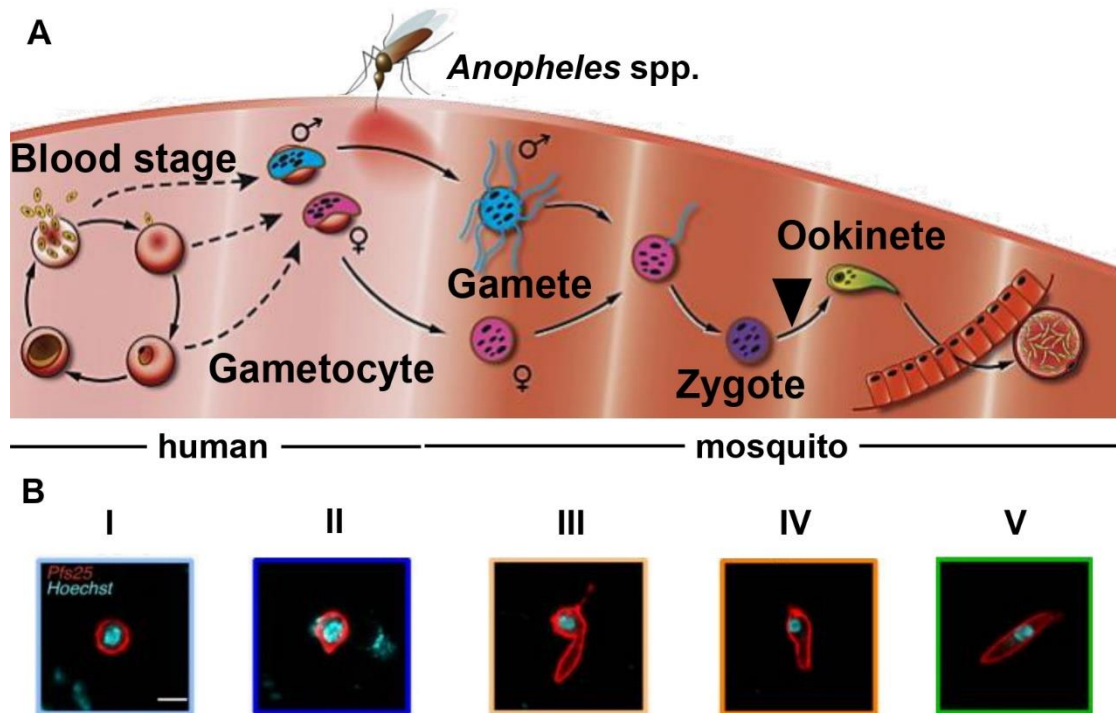 A
Anopheles spp.
Blood stage
♂
♀
Gametocyte
♂
Gamete
♀
Zygote
Ookinete
human
mosquito
B
I
II
III
IV
V
Pfs25
Hoechst